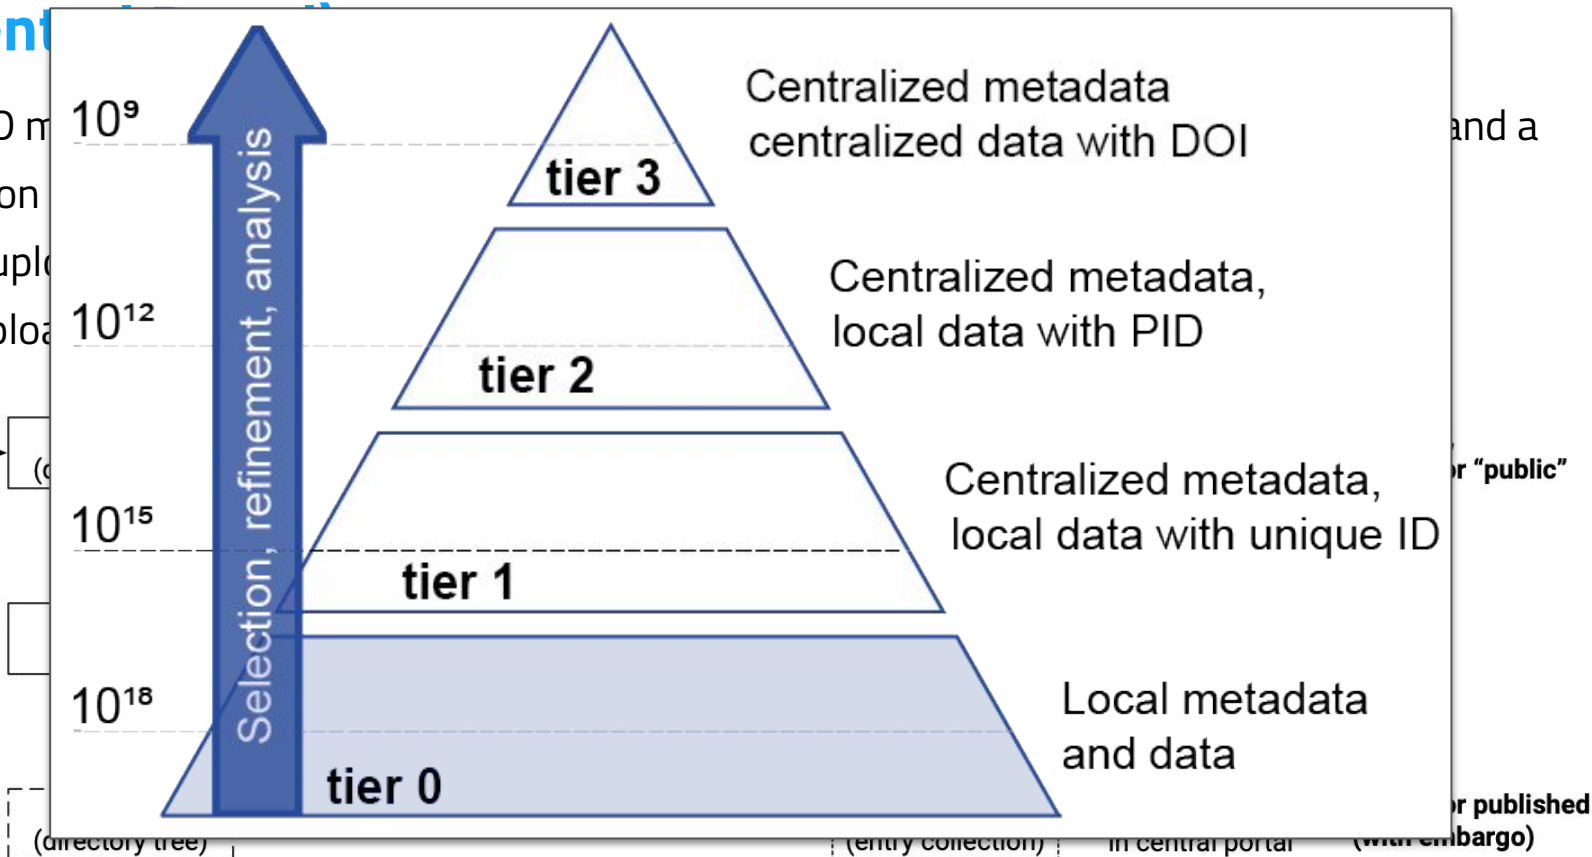 10⁹
Centralized metadata
centralized data with DOI
and a
tier 3
on
Centralized metadata,
local data with PID
10¹²
tier 2
Centralized metadata,
local data with unique ID
"public"
10¹⁵
tier 1
Selection, refinement, analysis
10¹⁸
Local metadata
and data
tier 0
published
(directory tree)
(entry collection)
in central portal
(with embargo)